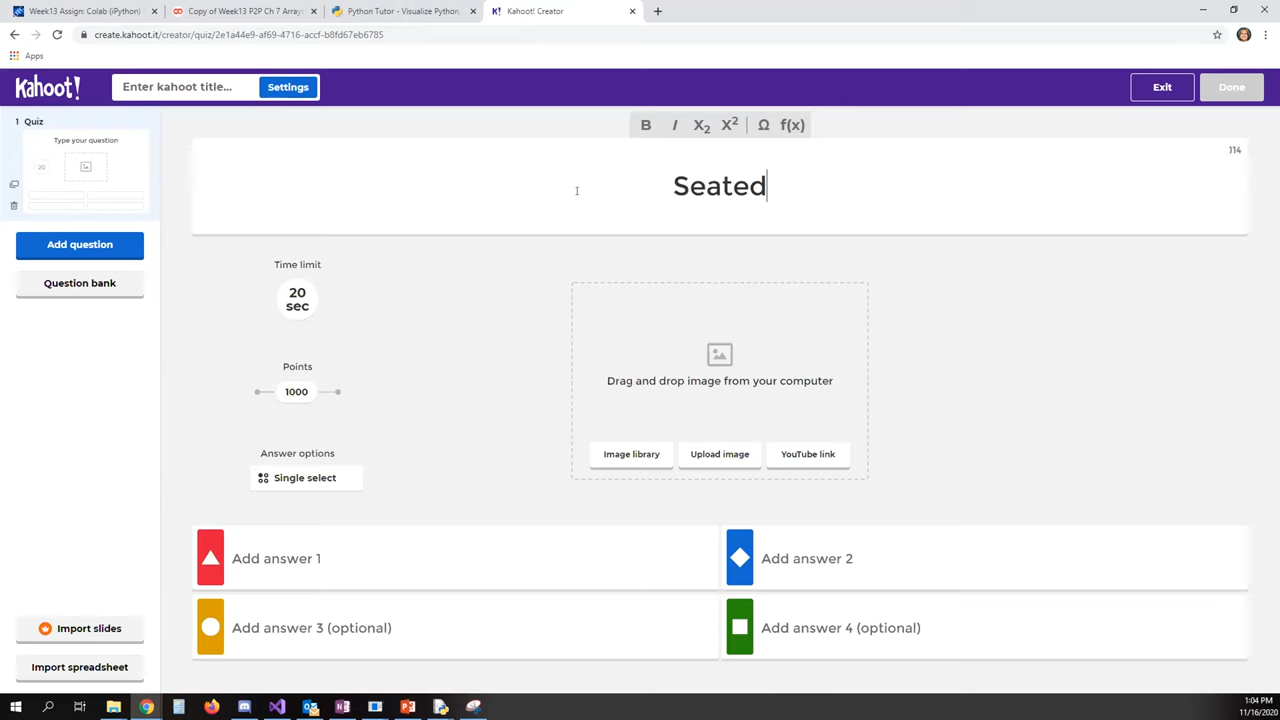 Week13 Assign: Colab (iPython)
Copy of Week13 P2P Ch 7 Arrays
Python Tutor - Visualize Python,
K! Kahoot! Creator
create.kahoot.it/creator/quiz/2e1a44e9-af69-4716-accf-b8fd67eb6785
Apps
Kahoot!
Enter kahoot title...
Settings
Exit
Done
1 Quiz
Type your question
20
B I X2 X2 Ω f(x)
114
Seated
Add question
Question bank
Time limit
20
sec
Points
1000
Answer options
Single select
Drag and drop image from your computer
Image library
Upload image
YouTube link
Add answer 1
Add answer 2
Add answer 3 (optional)
Add answer 4 (optional)
Import slides
Import spreadsheet
1:04 PM
11/16/2020